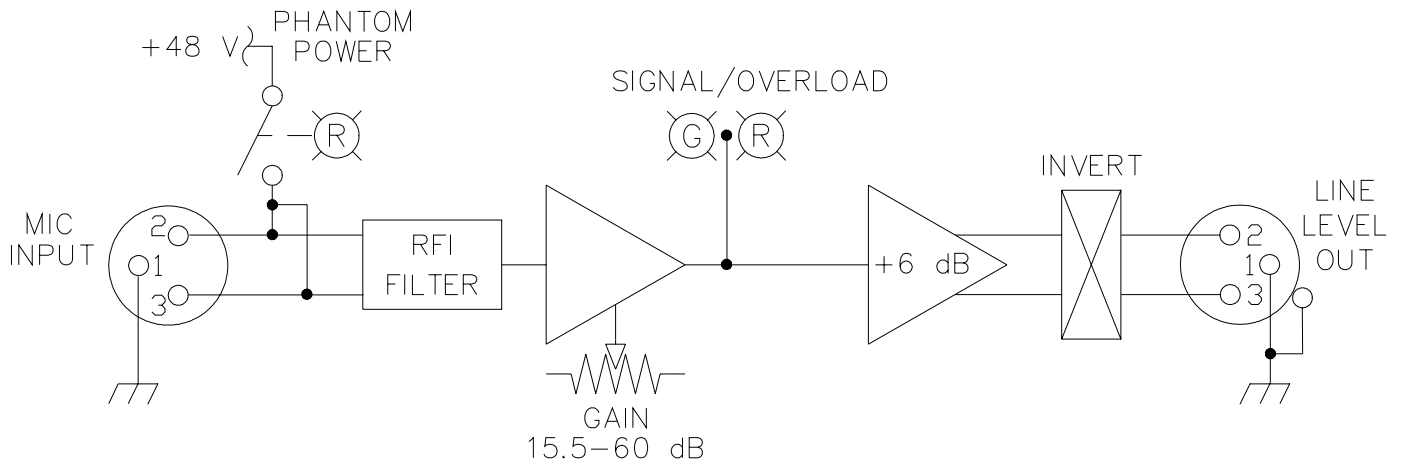 PHANTOM
POWER
+48 V
R
SIGNAL/OVERLOAD
G
R
MIC
INPUT
2
1
3
RFI
FILTER
GAIN
15.5-60 dB
+6 dB
INVERT
LINE
LEVEL
OUT
2
1
3